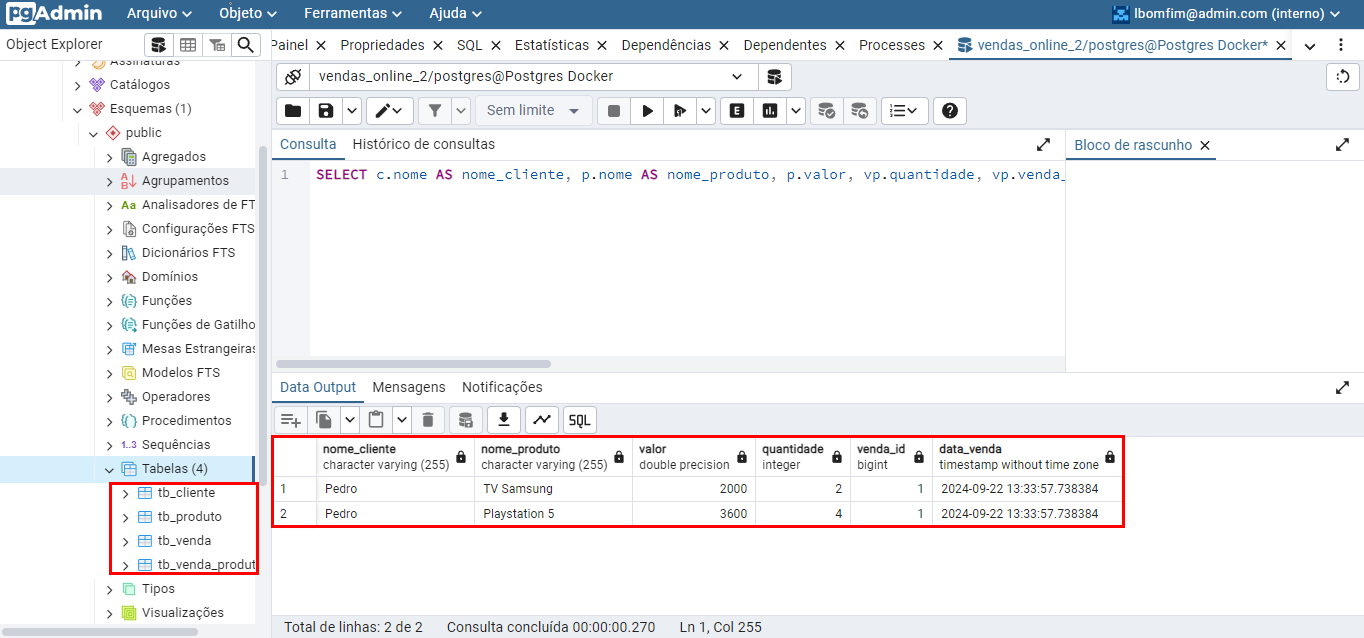 pgAdmin Arquivo Objeto Ferramentas Ajuda lbomfim@admin.com (interno)
Object Explorer
Painel Propriedades SQL Estatísticas Dependências Dependentes Processes vendas_online_2/postgres@Postgres Docker*
Assinaturas
Catálogos
Esquemas (1)
public
Agregados
Agrupamentos
Analisadores de FT
Configurações FTS
Dicionários FTS
Domínios
Funções
Funções de Gatilho
Mesas Estrangeiras
Modelos FTS
Operadores
Procedimentos
1..3 Sequências
Tabelas (4)
tb_cliente
tb_produto
tb_venda
tb_venda_produt
Tipos
Visualizações
vendas_online_2/postgres@Postgres Docker
Sem limite
Consulta Histórico de consultas
Bloco de rascunho
1 SELECT c.nome AS nome_cliente, p.nome AS nome_produto, p.valor, vp.quantidade, vp.venda_
Data Output Mensagens Notificações
SQL
nome_cliente nome_produto valor quantidade venda_id data_venda
character varying (255) character varying (255) double precision integer bigint timestamp without time zone
1 Pedro TV Samsung 2000 2 1 2024-09-22 13:33:57.738384
2 Pedro Playstation 5 3600 4 1 2024-09-22 13:33:57.738384
Total de linhas: 2 de 2 Consulta concluída 00:00:00.270 Ln 1, Col 255